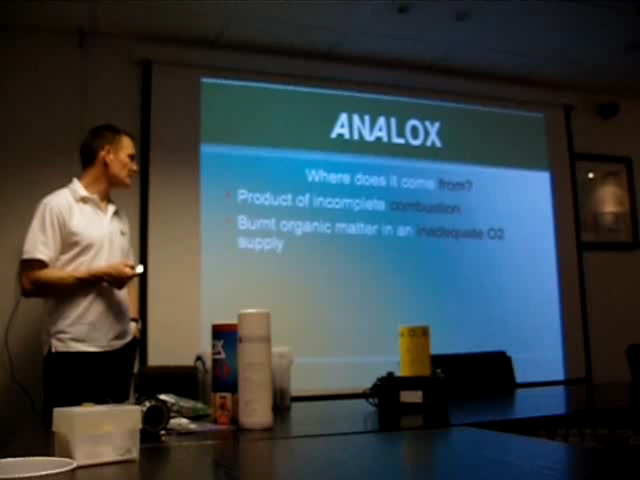 ANALOX
Where does it come from?
Product of incomplete combustion
Burnt organic matter in an inadequate O2
supply